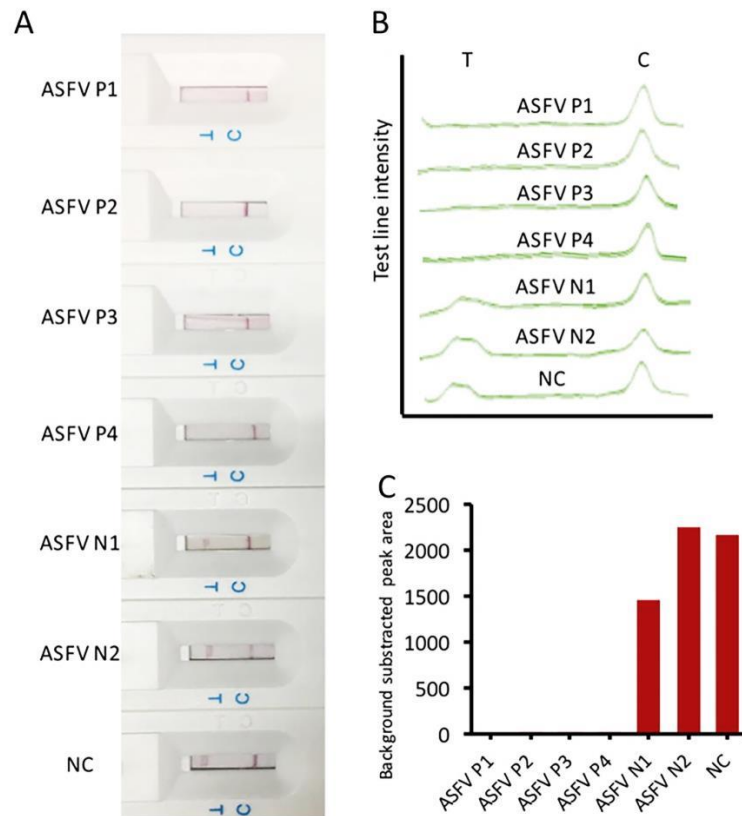 A
ASFV P1
T C
ASFV P2
T C
ASFV P3
T C
ASFV P4
T C
ASFV N1
T C
ASFV N2
T C
NC
T C
B
T C
Test line intensity
ASFV P1
ASFV P2
ASFV P3
ASFV P4
ASFV N1
ASFV N2
NC
C
Background substracted peak area
2500
2000
1500
1000
500
0
ASFV P1
ASFV P2
ASFV P3
ASFV P4
ASFV N1
ASFV N2
NC